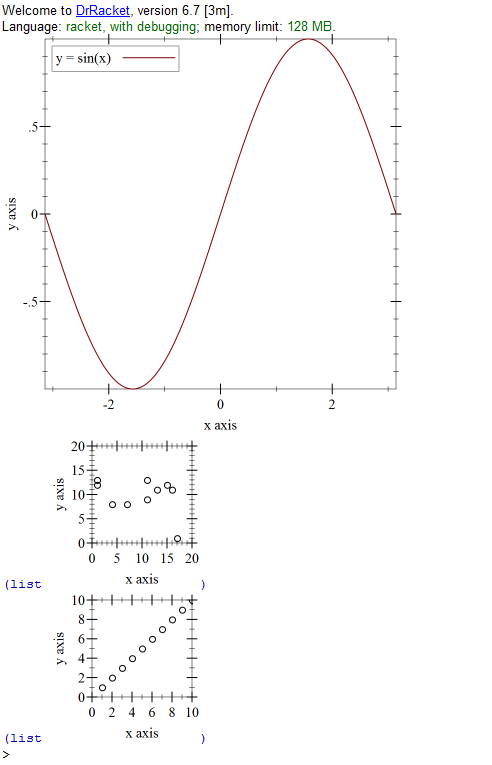 Welcome to DrRacket, version 6.7 [3m].
Language: racket, with debugging; memory limit: 128 MB.
y = sin(x)
.5
0
-.5
y axis
-2 0 2
x axis
20
15
10
5
0
y axis
0 5 10 15 20
x axis
(list )
10
8
6
4
2
0
y axis
0 2 4 6 8 10
x axis
(list )
>